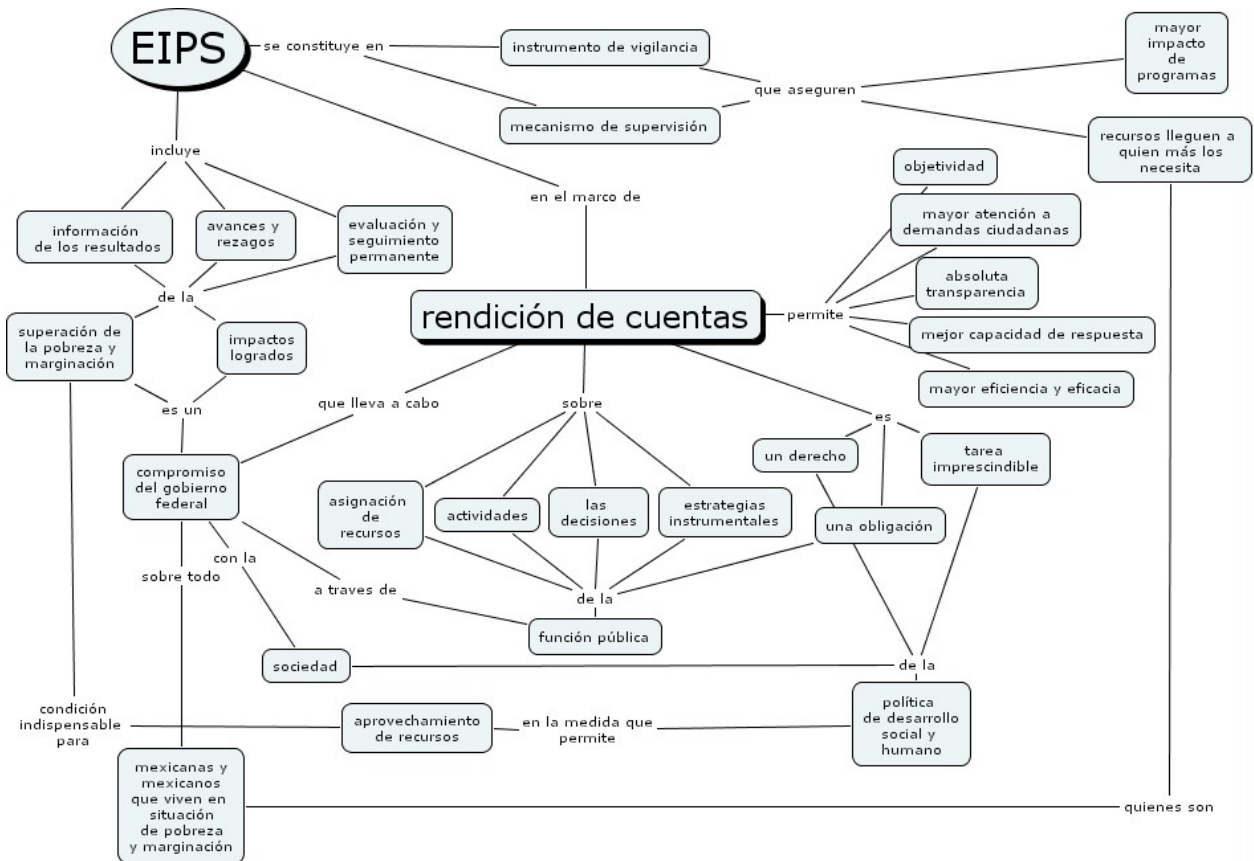 EIPS
se constituye en
instrumento de vigilancia
mecanismo de supervisión
que aseguren
mayor
impacto
de
programas
recursos lleguen a
quien más los
necesita
incluye
información
de los resultados
avances y
rezagos
evaluación y
seguimiento
permanente
en el marco de
objetividad
mayor atención a
demandas ciudadanas
absoluta
transparencia
mejor capacidad de respuesta
mayor eficiencia y eficacia
de la
superación de
la pobreza y
marginación
impactos
logrados
rendición de cuentas
permite
es un
que lleva a cabo
sobre
es
compromiso
del gobierno
federal
asignación
de
recursos
actividades
las
decisiones
estrategias
instrumentales
un derecho
una obligación
tarea
imprescindible
sobre todo
con la
a traves de
de la
función pública
sociedad
de la
condición
indispensable
para
aprovechamiento
de recursos
en la medida que
permite
política
de desarrollo
social y
humano
mexicanas y
mexicanos
que viven en
situación
de pobreza
y marginación
quienes son